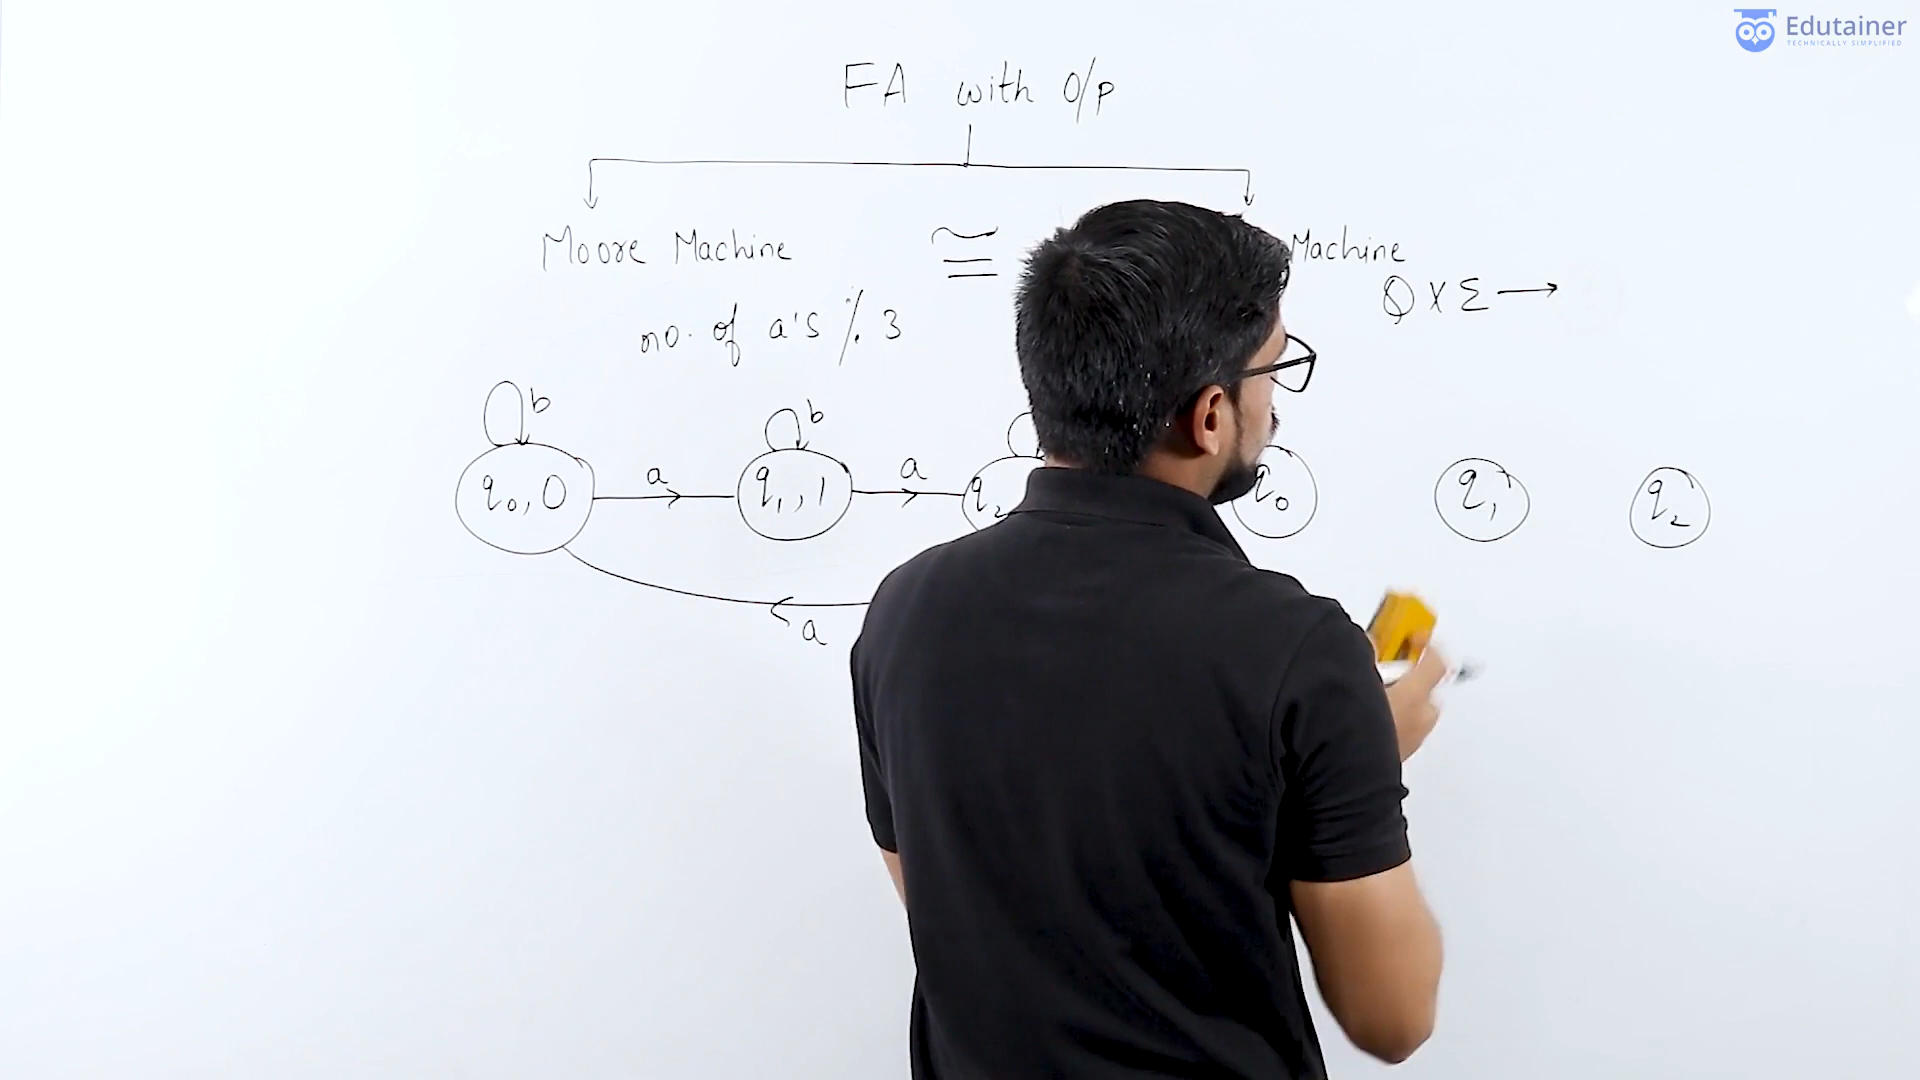 Edutainer
TECHNICALLY SIMPLIFIED
FA with O/P
Moore Machine ≅ Machine
Q x Σ →
no. of a's % 3
b
b
q₀, 0
a
q₁, 1
a
q₂
q₀
q₁
q₂
a